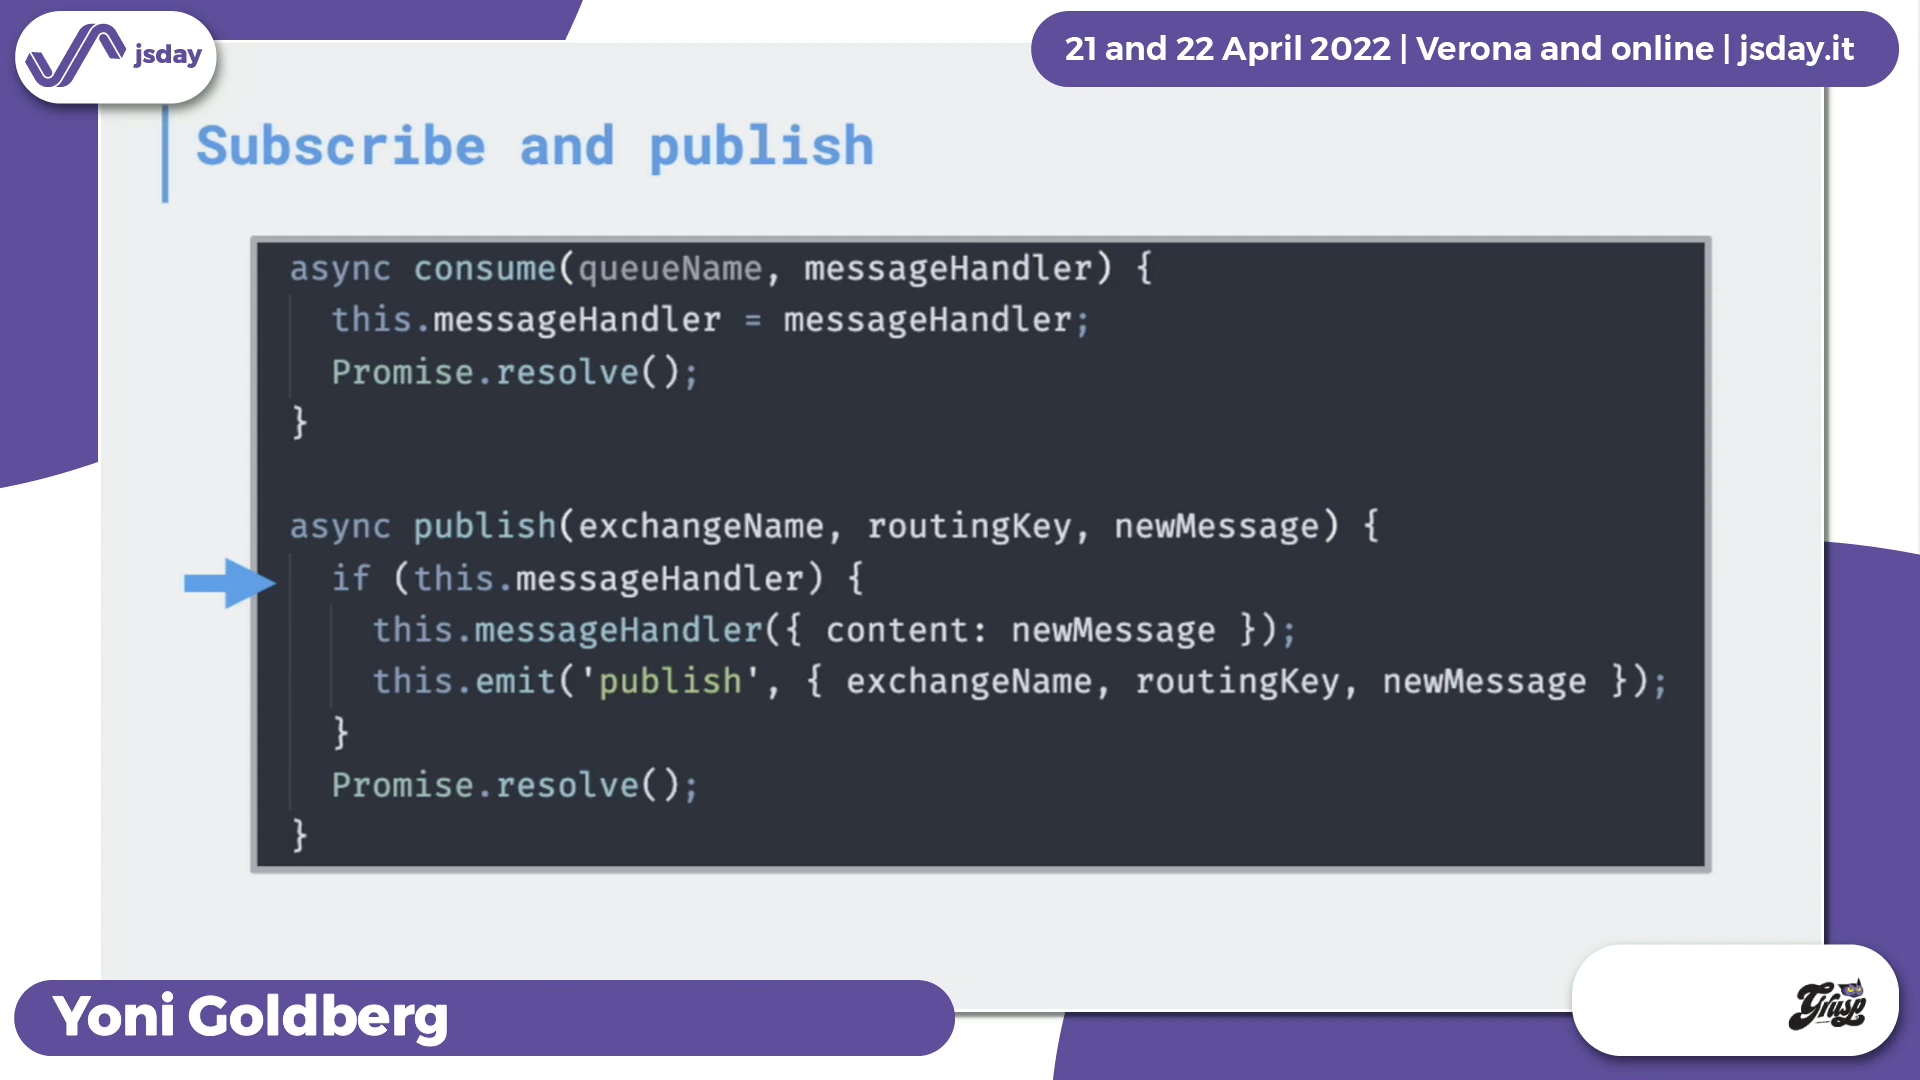 jsday
21 and 22 April 2022 | Verona and online | jsday.it
Subscribe and publish
async consume(queueName, messageHandler) {
this.messageHandler = messageHandler;
Promise.resolve();
}
async publish(exchangeName, routingKey, newMessage) {
if (this.messageHandler) {
this.messageHandler({ content: newMessage });
this.emit('publish', { exchangeName, routingKey, newMessage });
}
Promise.resolve();
}
Yoni Goldberg
Grusp